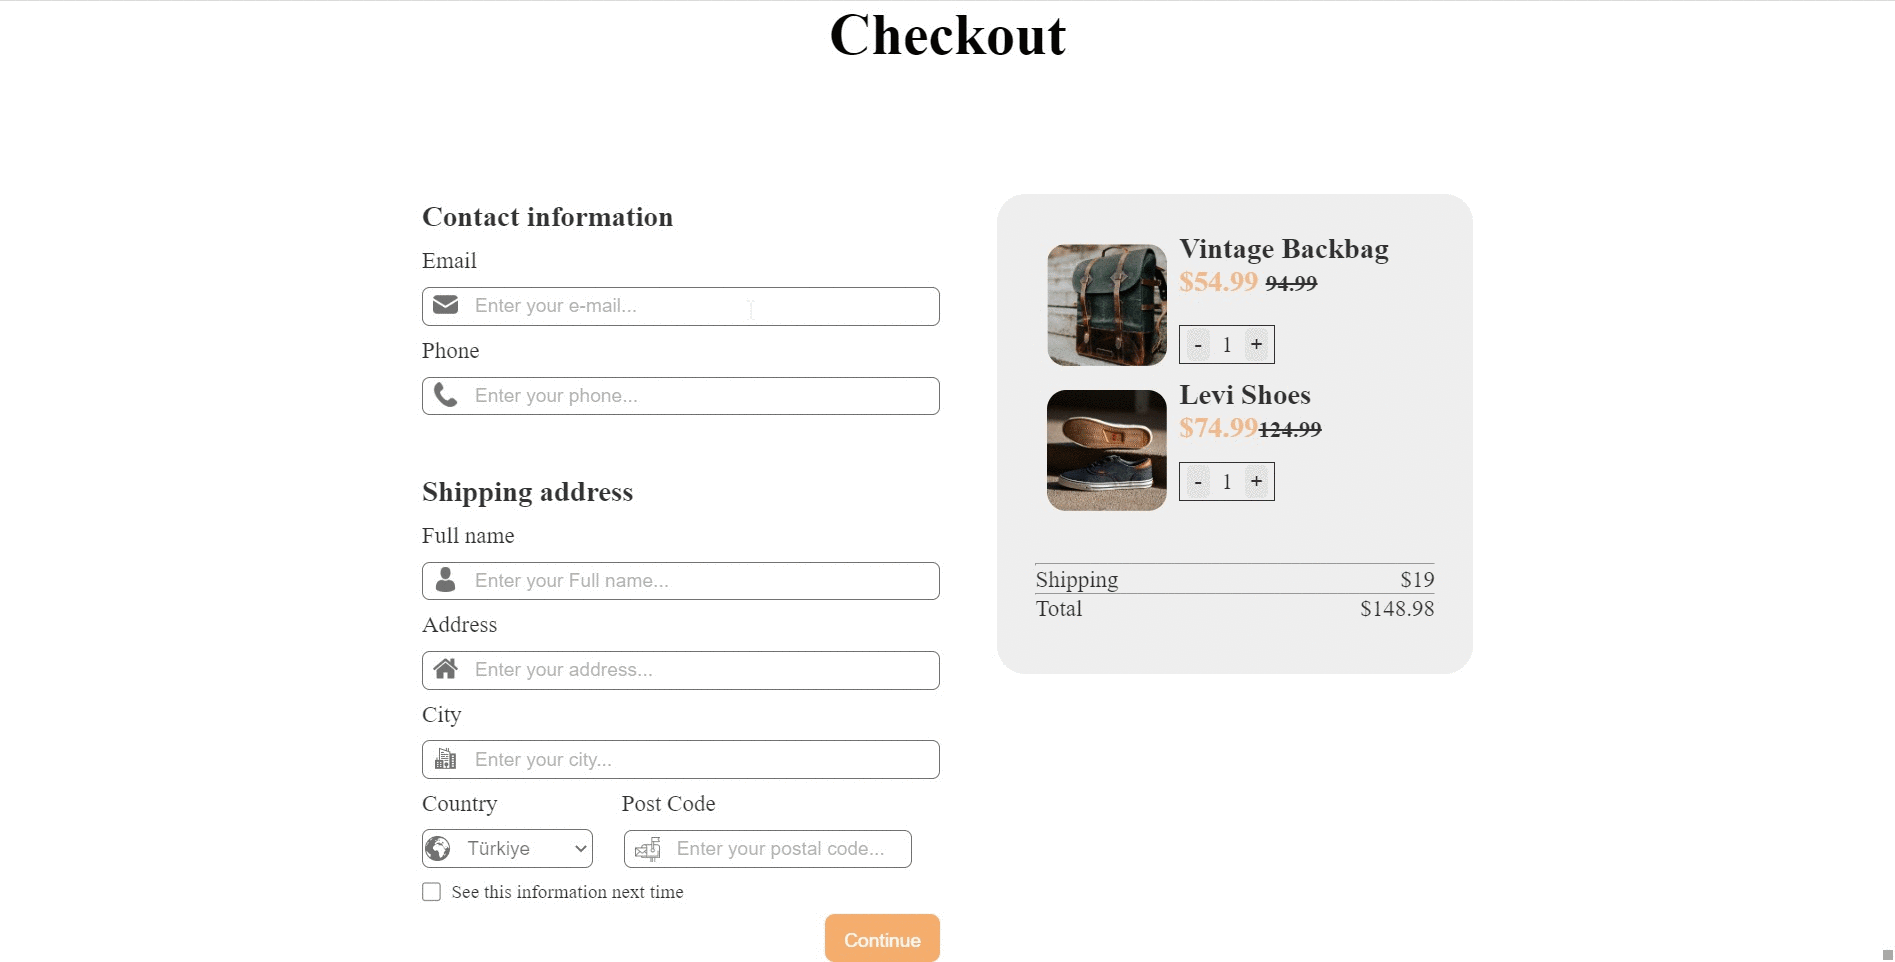 Checkout
Contact information
Email
Enter your e-mail...
Phone
Enter your phone...
Shipping address
Full name
Enter your Full name...
Address
Enter your address...
City
Enter your city...
Country Post Code
Türkiye Enter your postal code...
See this information next time
Continue
Vintage Backbag
$54.99 94.99
- 1 +
Levi Shoes
$74.99124.99
- 1 +
Shipping $19
Total $148.98